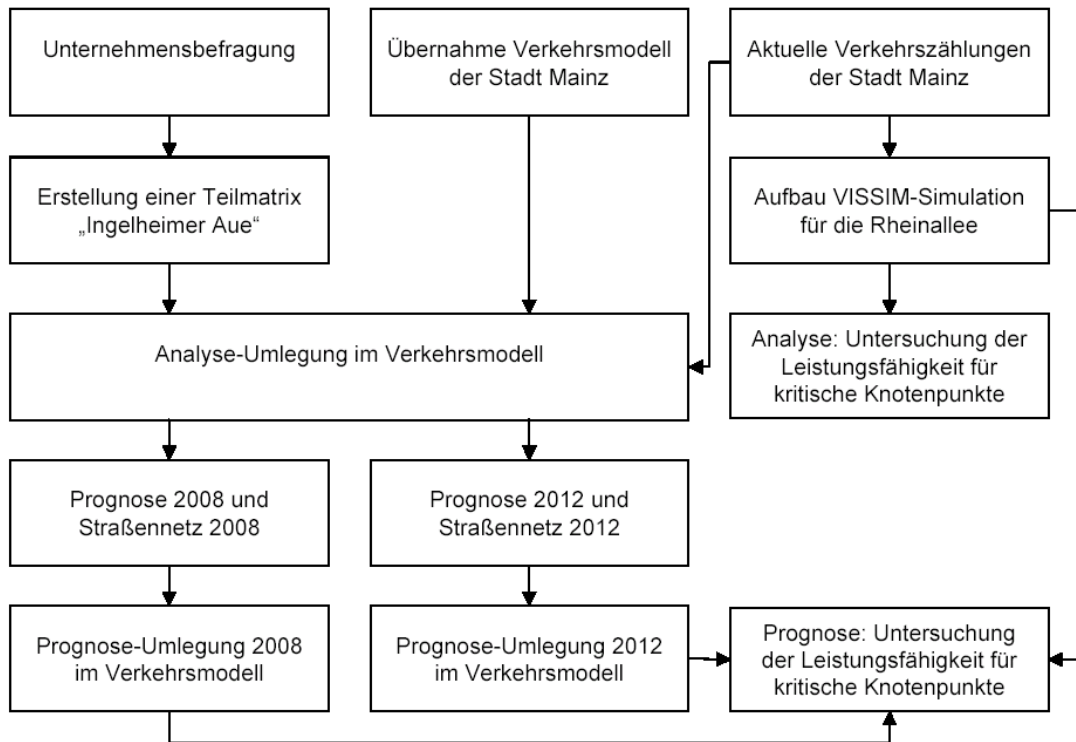 Unternehmensbefragung
Übernahme Verkehrsmodell
der Stadt Mainz
Aktuelle Verkehrszählungen
der Stadt Mainz
Erstellung einer Teilmatrix
„Ingelheimer Aue“
Aufbau VISSIM-Simulation
für die Rheinallee
Analyse-Umlegung im Verkehrsmodell
Analyse: Untersuchung der
Leistungsfähigkeit für
kritische Knotenpunkte
Prognose 2008 und
Straßennetz 2008
Prognose 2012 und
Straßennetz 2012
Prognose-Umlegung 2008
im Verkehrsmodell
Prognose-Umlegung 2012
im Verkehrsmodell
Prognose: Untersuchung
der Leistungsfähigkeit für
kritische Knotenpunkte